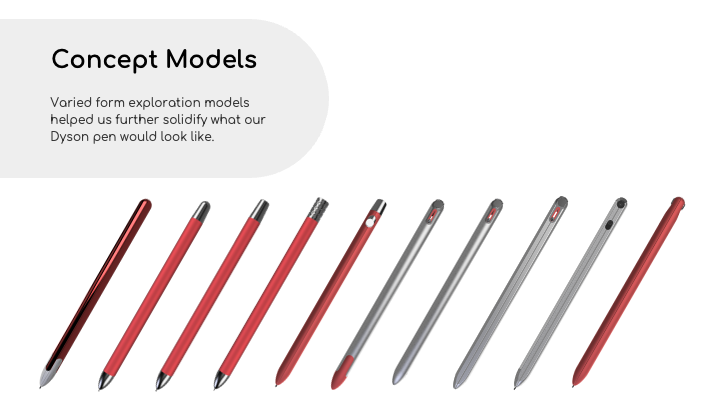 Concept Models
Varied form exploration models
helped us further solidify what our
Dyson pen would look like.